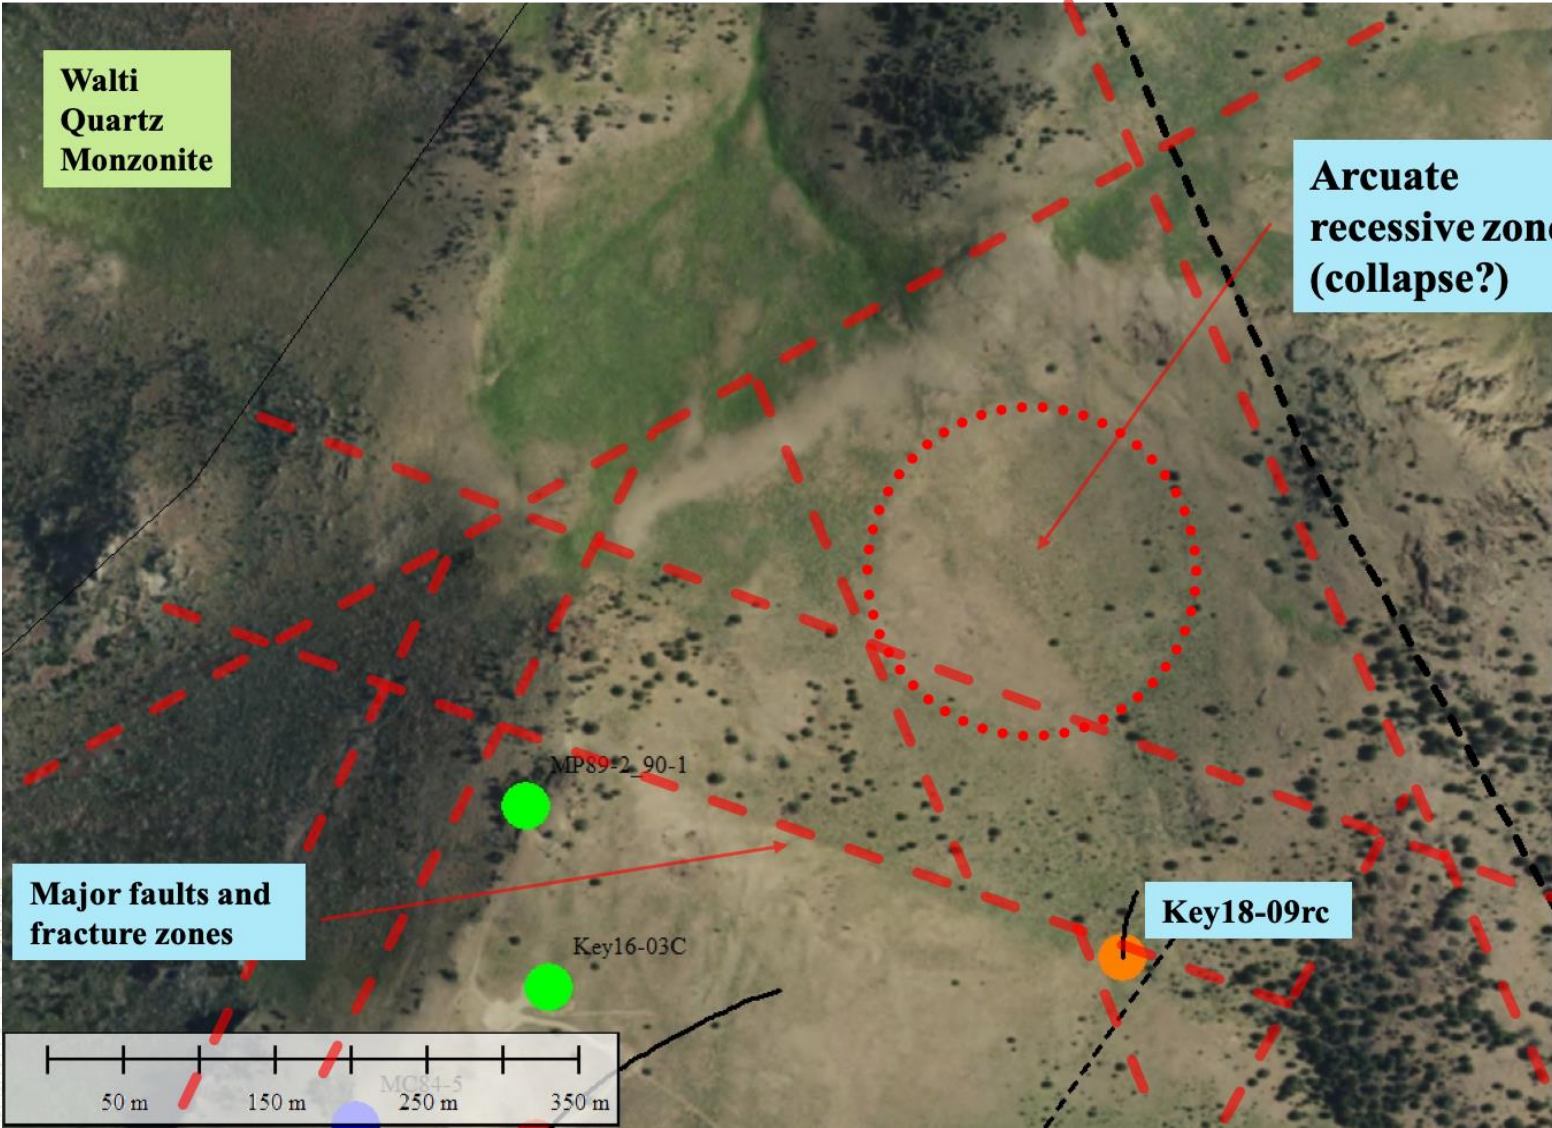 Walti
Quartz
Monzonite
Arcuate
recessive zone
(collapse?)
MP89-2_90-1
Major faults and
fracture zones
Key16-03C
Key18-09rc
MC84-5
50 m 150 m 250 m 350 m